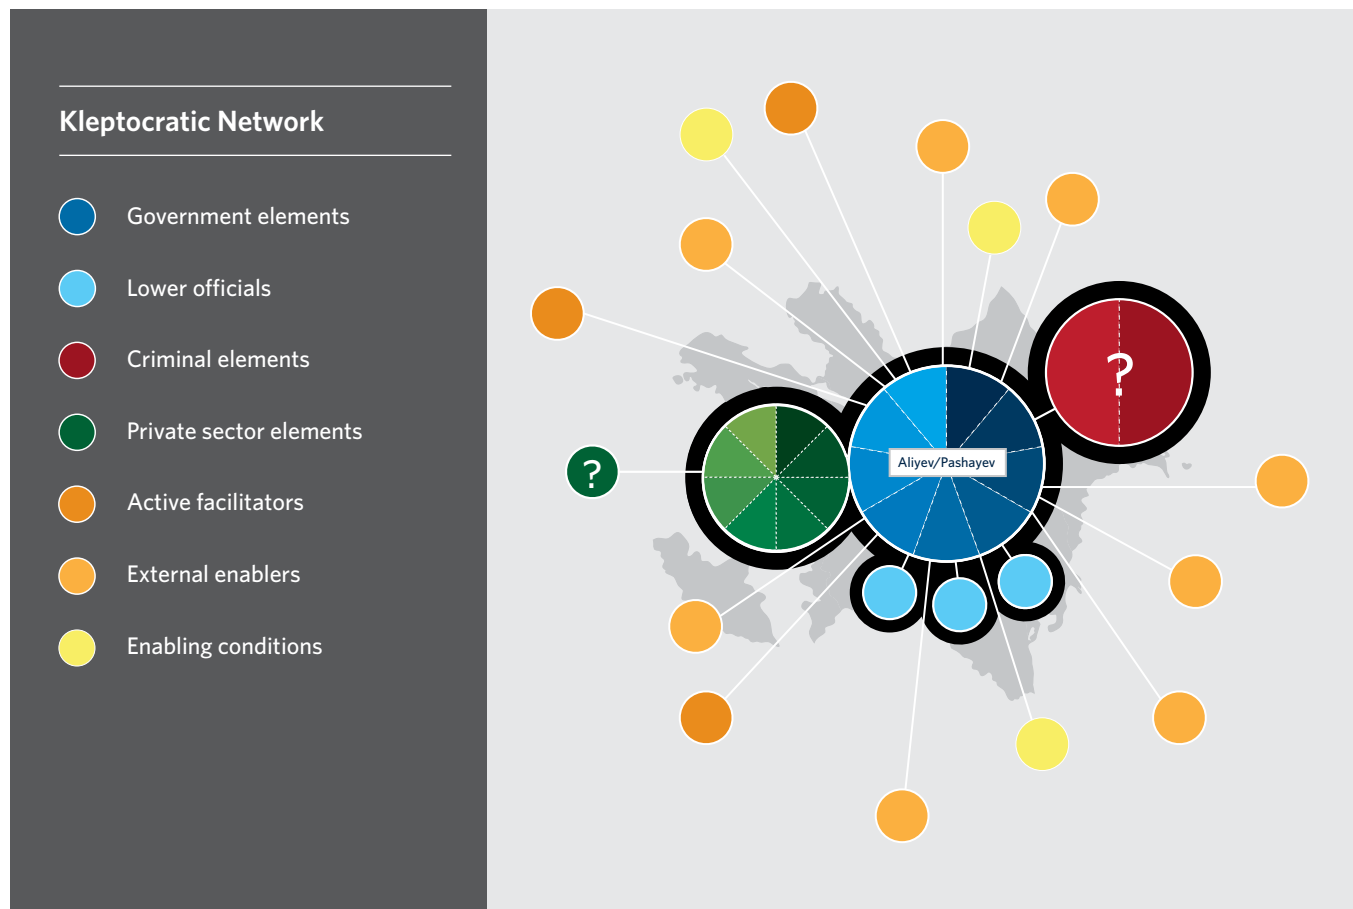 Kleptocratic Network
Government elements
Lower officials
Criminal elements
Private sector elements
Active facilitators
External enablers
Enabling conditions
?
Aliyev/Pashayev
?